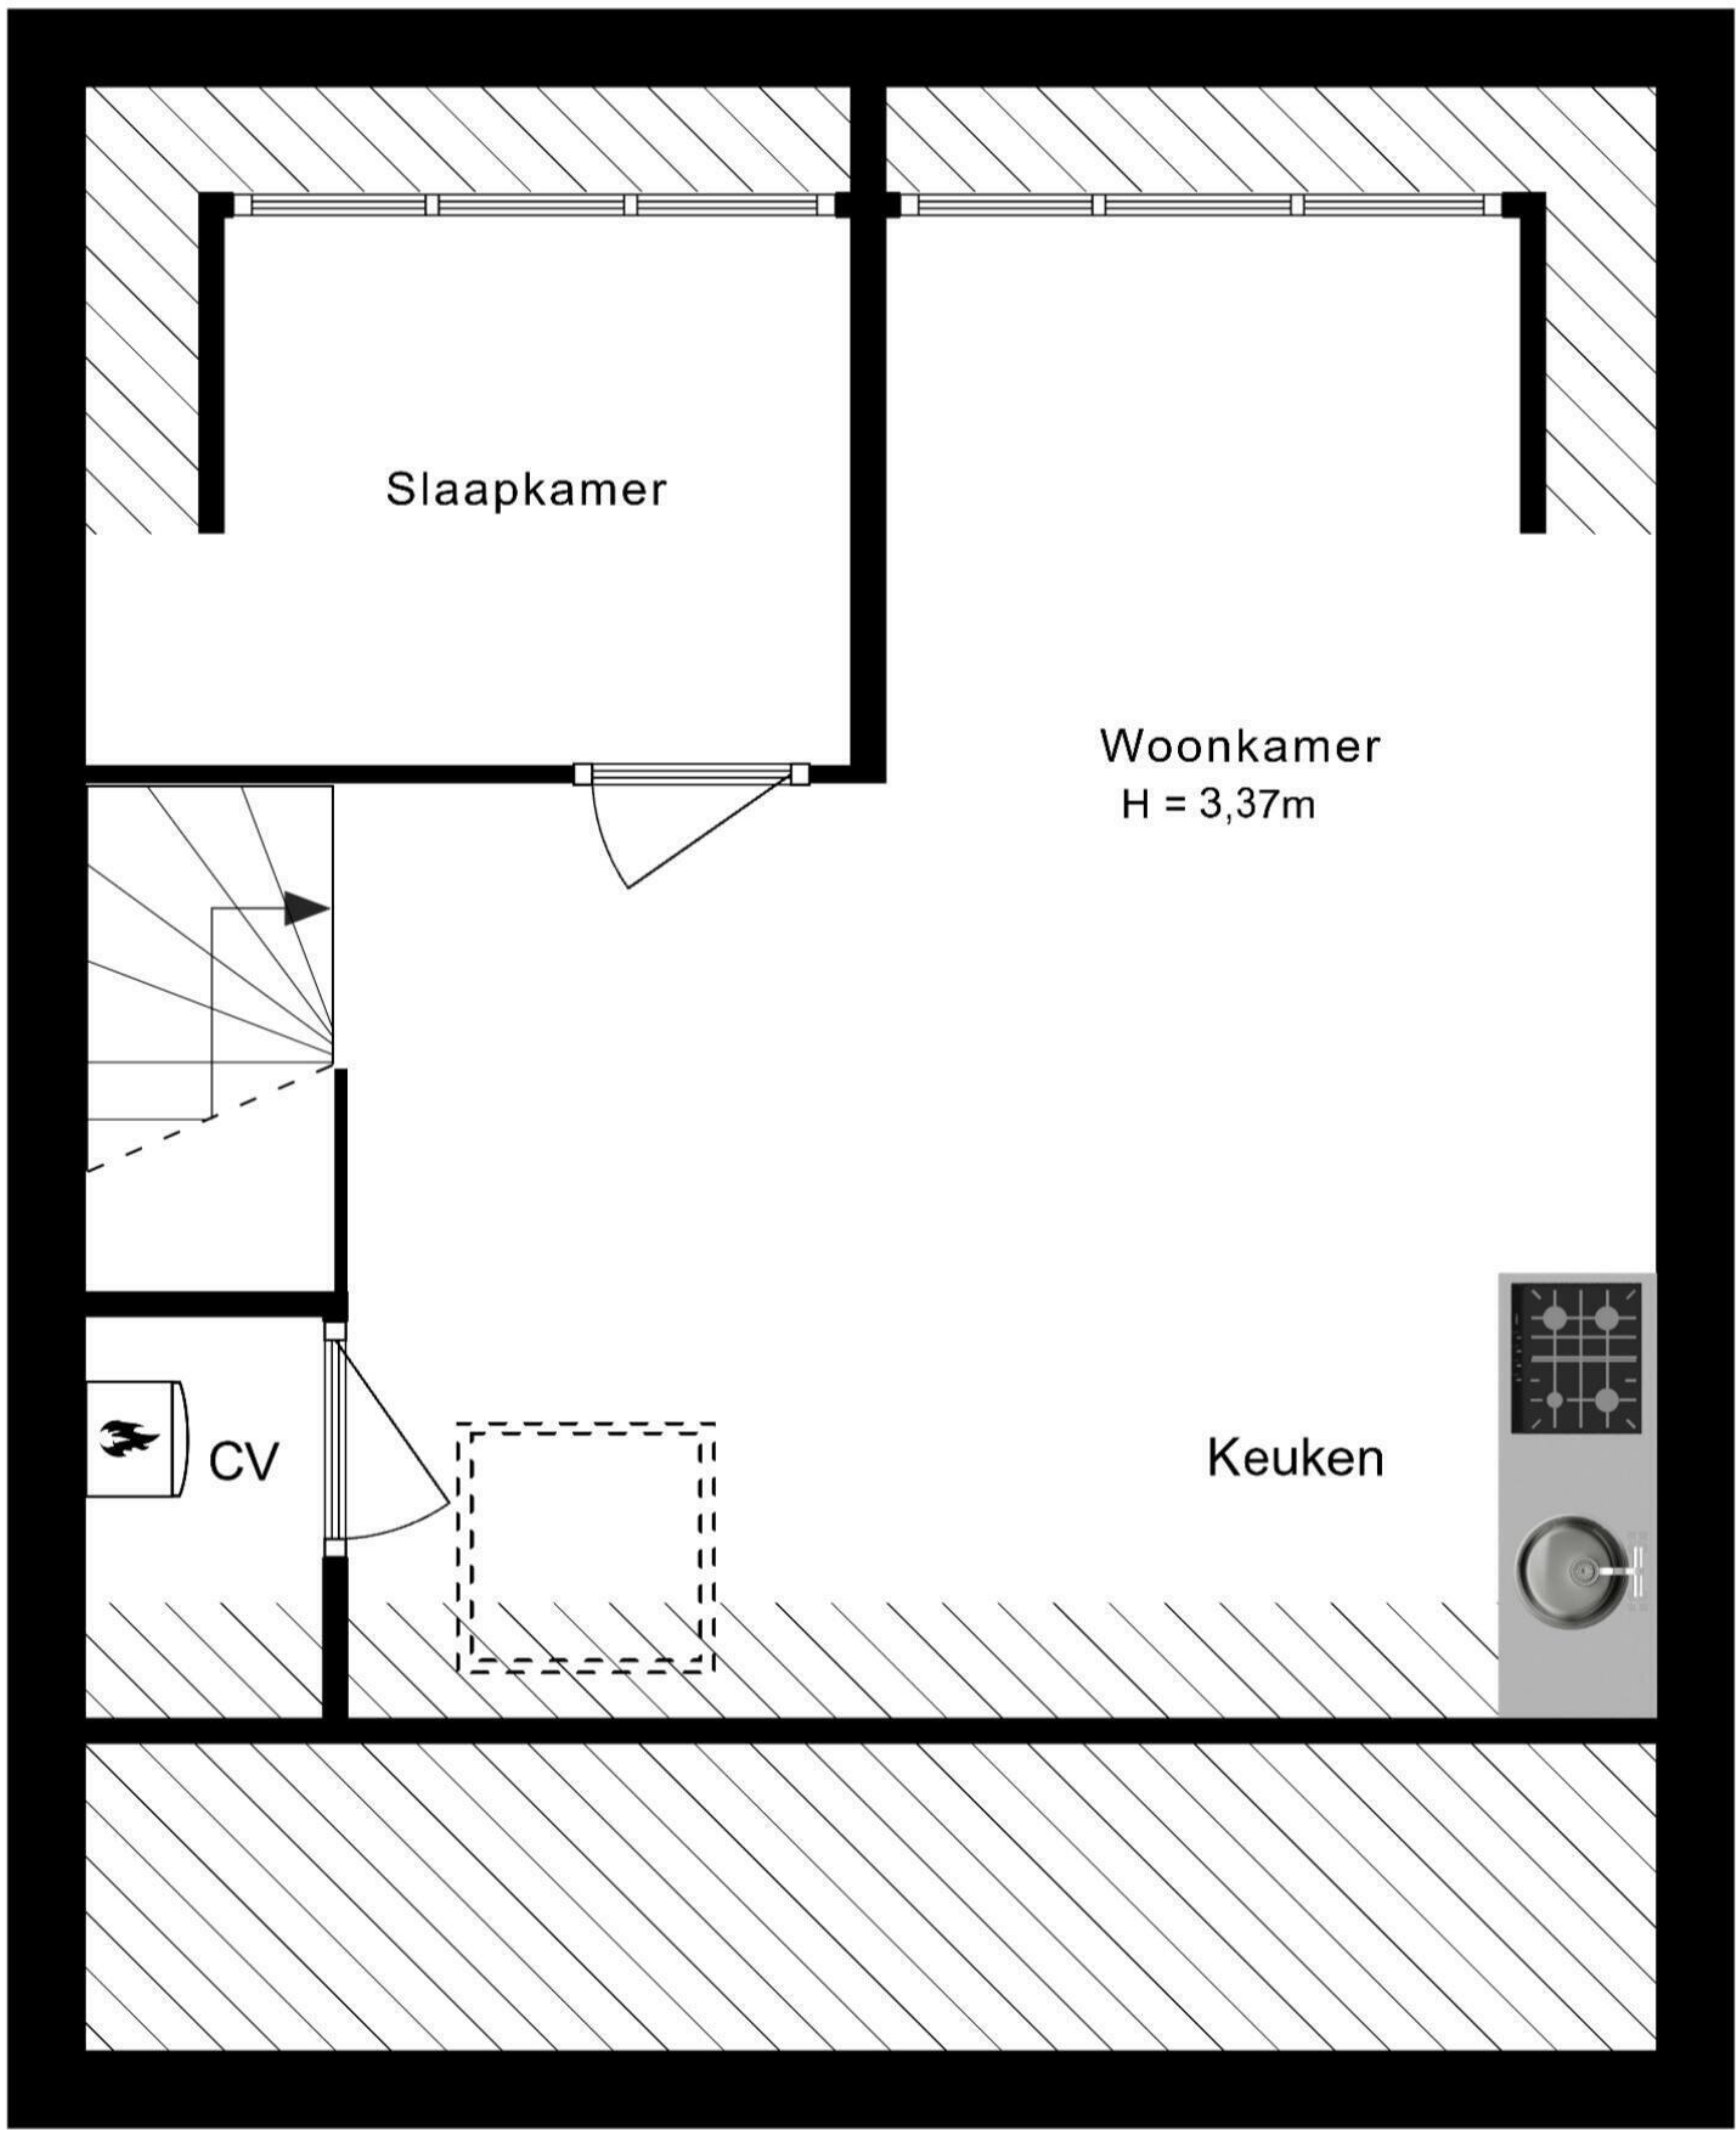 Slaapkamer
Woonkamer
H = 3,37m
CV
Keuken